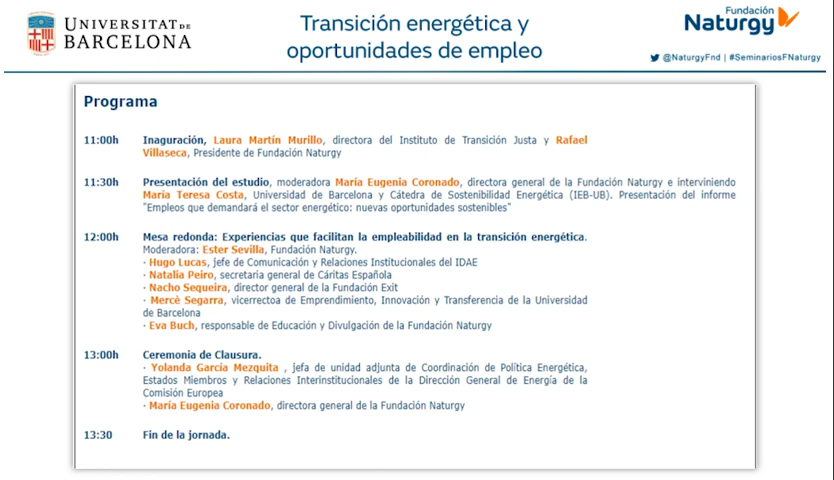 UNIVERSITAT DE
BARCELONA
Transición energética y
oportunidades de empleo
Fundación
Naturgy
@NaturgyFnd | #SeminariosFNaturgy
Programa
11:00h Inaguración, Laura Martín Murillo, directora del Instituto de Transición Justa y Rafael
Villaseca, Presidente de Fundación Naturgy
11:30h Presentación del estudio, moderadora María Eugenia Coronado, directora general de la Fundación Naturgy e interviniendo
María Teresa Costa, Universidad de Barcelona y Cátedra de Sostenibilidad Energética (IEB-UB). Presentación del informe
"Empleos que demandará el sector energético: nuevas oportunidades sostenibles"
12:00h Mesa redonda: Experiencias que facilitan la empleabilidad en la transición energética.
Moderadora: Ester Sevilla, Fundación Naturgy.
· Hugo Lucas, jefe de Comunicación y Relaciones Institucionales del IDAE
· Natalia Peiro, secretaria general de Cáritas Española
· Nacho Sequeira, director general de la Fundación Exit
· Mercè Segarra, vicerrectoa de Emprendimiento, Innovación y Transferencia de la Universidad
de Barcelona
· Eva Buch, responsable de Educación y Divulgación de la Fundación Naturgy
13:00h Ceremonia de Clausura.
· Yolanda García Mezquita , jefa de unidad adjunta de Coordinación de Política Energética,
Estados Miembros y Relaciones Interinstitucionales de la Dirección General de Energía de la
Comisión Europea
· María Eugenia Coronado, directora general de la Fundación Naturgy
13:30 Fin de la jornada.